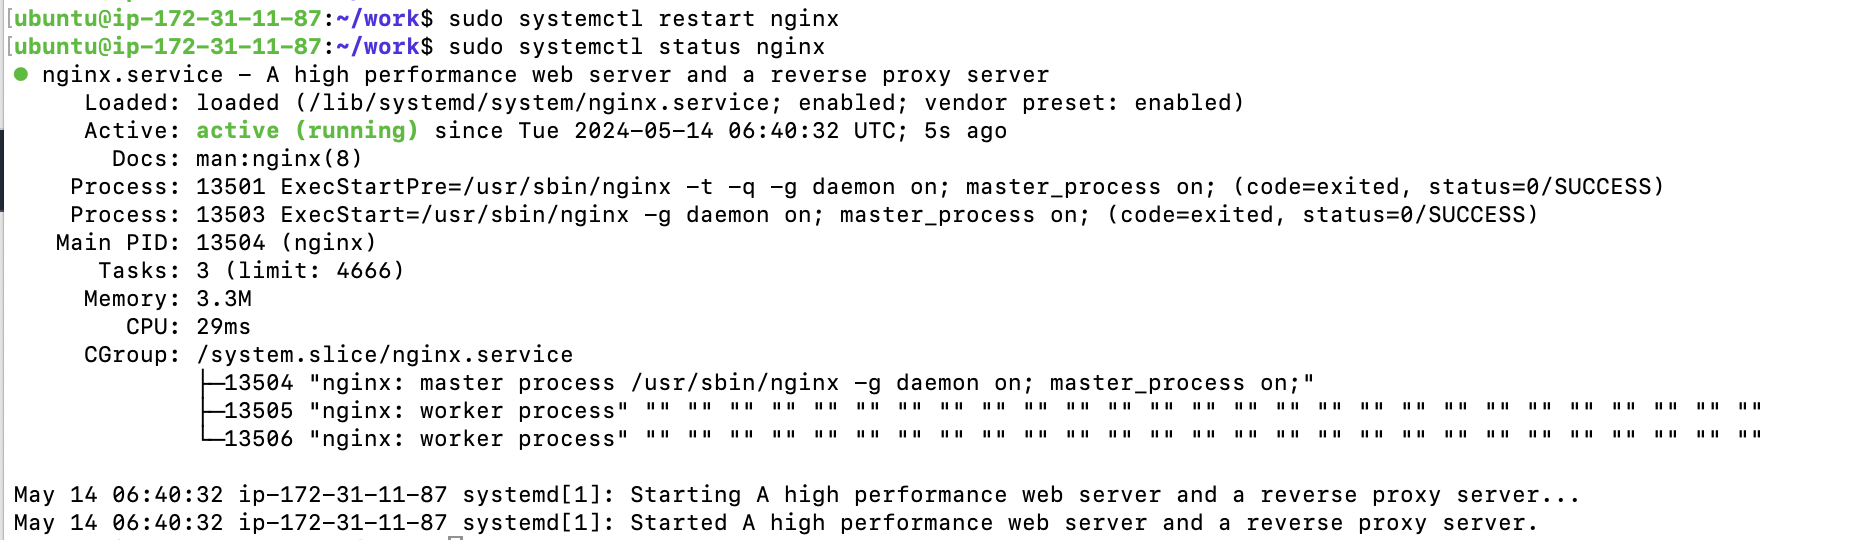 [ubuntu@ip-172-31-11-87:~/work$ sudo systemctl restart nginx
[ubuntu@ip-172-31-11-87:~/work$ sudo systemctl status nginx
● nginx.service - A high performance web server and a reverse proxy server
Loaded: loaded (/lib/systemd/system/nginx.service; enabled; vendor preset: enabled)
Active: active (running) since Tue 2024-05-14 06:40:32 UTC; 5s ago
Docs: man:nginx(8)
Process: 13501 ExecStartPre=/usr/sbin/nginx -t -q -g daemon on; master_process on; (code=exited, status=0/SUCCESS)
Process: 13503 ExecStart=/usr/sbin/nginx -g daemon on; master_process on; (code=exited, status=0/SUCCESS)
Main PID: 13504 (nginx)
Tasks: 3 (limit: 4666)
Memory: 3.3M
CPU: 29ms
CGroup: /system.slice/nginx.service
├─13504 "nginx: master process /usr/sbin/nginx -g daemon on; master_process on;"
├─13505 "nginx: worker process" "" "" "" "" "" "" "" "" "" "" "" "" "" "" "" "" "" "" "" "" "" "" "" "" "" "" ""
└─13506 "nginx: worker process" "" "" "" "" "" "" "" "" "" "" "" "" "" "" "" "" "" "" "" "" "" "" "" "" "" "" ""
May 14 06:40:32 ip-172-31-11-87 systemd[1]: Starting A high performance web server and a reverse proxy server...
May 14 06:40:32 ip-172-31-11-87 systemd[1]: Started A high performance web server and a reverse proxy server.